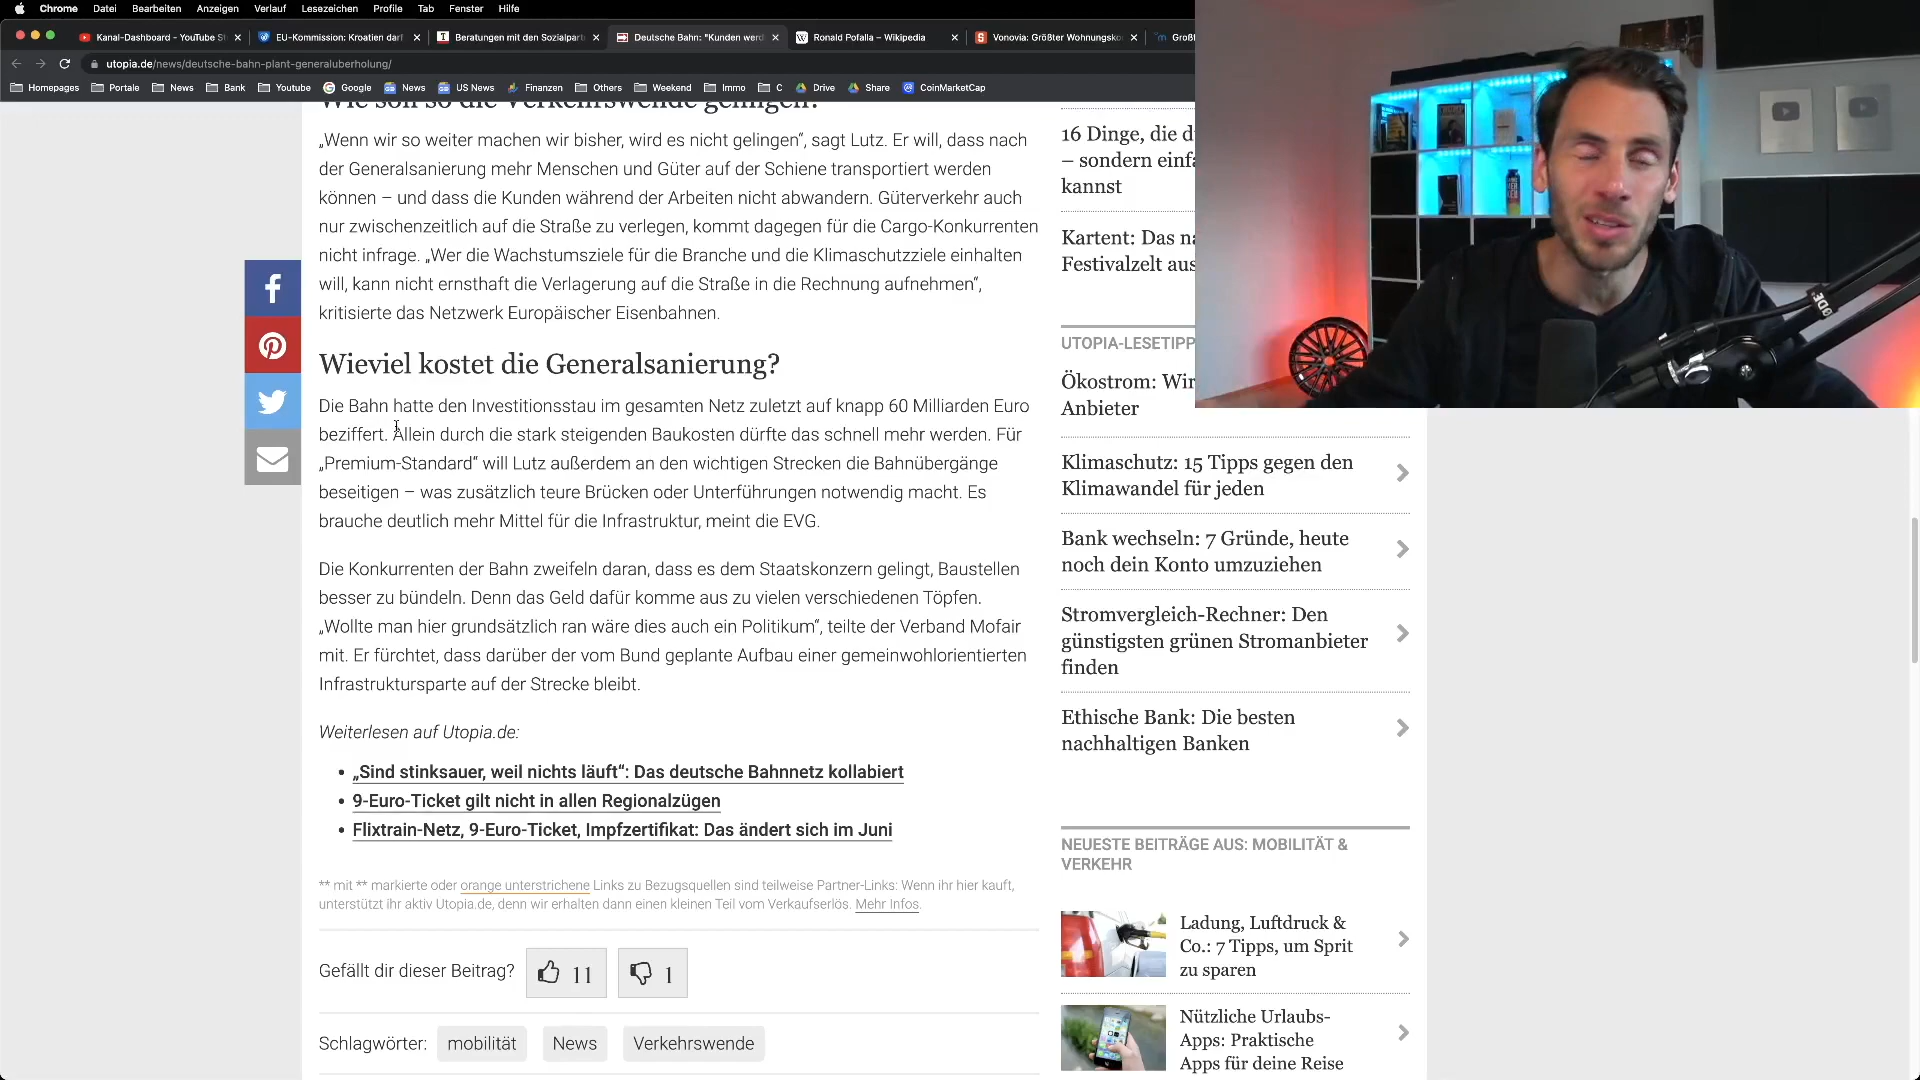 Chrome Datei Bearbeiten Anzeigen Verlauf Lesezeichen Profile Tab Fenster Hilfe
Kanal-Dashboard - YouTube S
EU-Kommission: Kroatien darf
Beratungen mit den Sozialpart
Deutsche Bahn: "Kunden werd
Ronald Pofalla – Wikipedia
Vonovia: Größter Wohnungsko
Groß
utopia.de/news/deutsche-bahn-plant-generaluberholung/
Homepages Portale News Bank Youtube Google News US News Finanzen Others Weekend Immo C Drive Share CoinMarketCap
Wie soll so die Verkehrswende gelingen?
„Wenn wir so weiter machen wir bisher, wird es nicht gelingen“, sagt Lutz. Er will, dass nach
der Generalsanierung mehr Menschen und Güter auf der Schiene transportiert werden
können – und dass die Kunden während der Arbeiten nicht abwandern. Güterverkehr auch
nur zwischenzeitlich auf die Straße zu verlegen, kommt dagegen für die Cargo-Konkurrenten
nicht infrage. „Wer die Wachstumsziele für die Branche und die Klimaschutzziele einhalten
will, kann nicht ernsthaft die Verlagerung auf die Straße in die Rechnung aufnehmen“,
kritisierte das Netzwerk Europäischer Eisenbahnen.
Wieviel kostet die Generalsanierung?
Die Bahn hatte den Investitionsstau im gesamten Netz zuletzt auf knapp 60 Milliarden Euro
beziffert. Allein durch die stark steigenden Baukosten dürfte das schnell mehr werden. Für
„Premium-Standard“ will Lutz außerdem an den wichtigen Strecken die Bahnübergänge
beseitigen – was zusätzlich teure Brücken oder Unterführungen notwendig macht. Es
brauche deutlich mehr Mittel für die Infrastruktur, meint die EVG.
Die Konkurrenten der Bahn zweifeln daran, dass es dem Staatskonzern gelingt, Baustellen
besser zu bündeln. Denn das Geld dafür komme aus zu vielen verschiedenen Töpfen.
„Wollte man hier grundsätzlich ran wäre dies auch ein Politikum“, teilte der Verband Mofair
mit. Er fürchtet, dass darüber der vom Bund geplante Aufbau einer gemeinwohlorientierten
Infrastruktursparte auf der Strecke bleibt.
Weiterlesen auf Utopia.de:
• „Sind stinksauer, weil nichts läuft“: Das deutsche Bahnnetz kollabiert
• 9-Euro-Ticket gilt nicht in allen Regionalzügen
• Flixtrain-Netz, 9-Euro-Ticket, Impfzertifikat: Das ändert sich im Juni
** mit ** markierte oder orange unterstrichene Links zu Bezugsquellen sind teilweise Partner-Links: Wenn ihr hier kauft,
unterstützt ihr aktiv Utopia.de, denn wir erhalten dann einen kleinen Teil vom Verkaufserlös. Mehr Infos.
Gefällt dir dieser Beitrag? 11 1
Schlagwörter: mobilität News Verkehrswende
16 Dinge, die d
– sondern einfa
kannst
Kartent: Das na
Festivalzelt aus
UTOPIA-LESETIPP
Ökostrom: Wir
Anbieter
Klimaschutz: 15 Tipps gegen den
Klimawandel für jeden
Bank wechseln: 7 Gründe, heute
noch dein Konto umzuziehen
Stromvergleich-Rechner: Den
günstigsten grünen Stromanbieter
finden
Ethische Bank: Die besten
nachhaltigen Banken
NEUESTE BEITRÄGE AUS: MOBILITÄT &
VERKEHR
Ladung, Luftdruck &
Co.: 7 Tipps, um Sprit
zu sparen
Nützliche Urlaubs-
Apps: Praktische
Apps für deine Reise